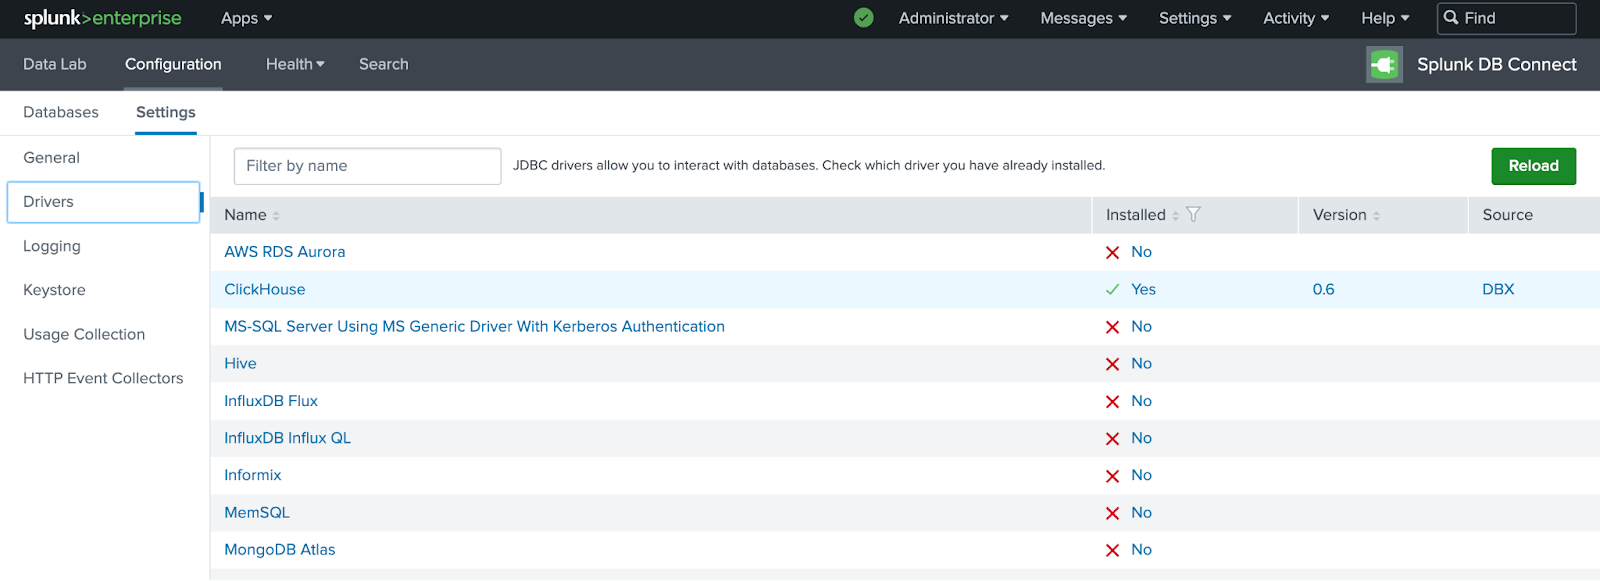 splunk>enterprise Apps Administrator Messages Settings Activity Help Find
Data Lab Configuration Health Search Splunk DB Connect
Databases Settings
General
Drivers
Logging
Keystore
Usage Collection
HTTP Event Collectors
Filter by name JDBC drivers allow you to interact with databases. Check which driver you have already installed. Reload
Name Installed Version Source
AWS RDS Aurora No
ClickHouse Yes 0.6 DBX
MS-SQL Server Using MS Generic Driver With Kerberos Authentication No
Hive No
InfluxDB Flux No
InfluxDB Influx QL No
Informix No
MemSQL No
MongoDB Atlas No